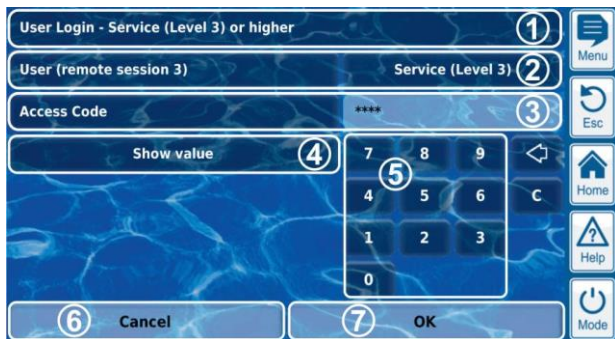 User Login - Service (Level 3) or higher ①
User (remote session 3) Service (Level 3) ②
Access Code **** ③
Show value ④
7 8 9
⑤
4 5 6 C
1 2 3
0
⑥ Cancel ⑦ OK
Menu
Esc
Home
Help
Mode